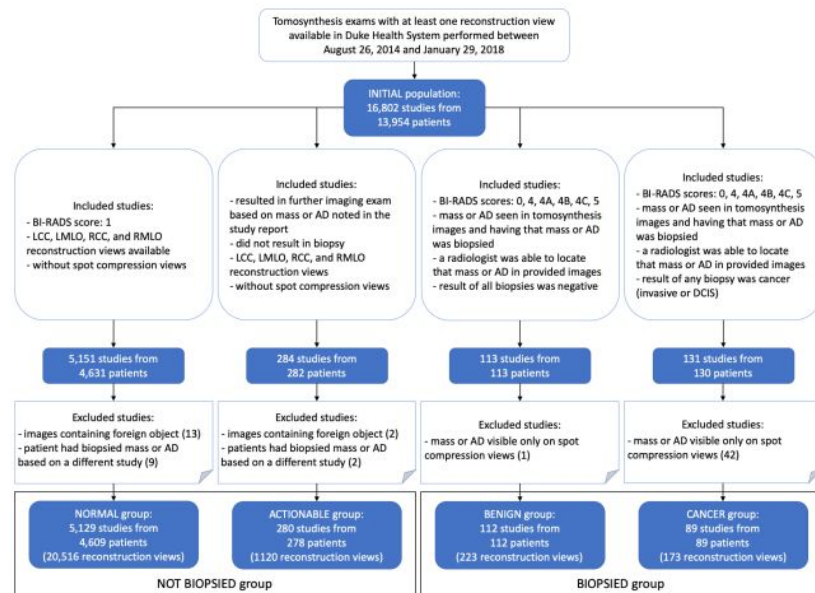 Tomosynthesis exams with at least one reconstruction view
available in Duke Health System performed between
August 26, 2014 and January 29, 2018
INITIAL population:
16,802 studies from
13,954 patients
Included studies:
- BI-RADS score: 1
- LCC, LMLO, RCC, and RMLO
reconstruction views available
- without spot compression views
Included studies:
- resulted in further imaging exam
based on mass or AD noted in the
study report
- did not result in biopsy
- LCC, LMLO, RCC, and RMLO
reconstruction views
- without spot compression views
Included studies:
- BI-RADS scores: 0, 4, 4A, 4B, 4C, 5
- mass or AD seen in tomosynthesis
images and having that mass or AD
was biopsied
- a radiologist was able to locate
that mass or AD in provided images
- result of all biopsies was negative
Included studies:
- BI-RADS scores: 0, 4, 4A, 4B, 4C, 5
- mass or AD seen in tomosynthesis
images and having that mass or AD
was biopsied
- a radiologist was able to locate
that mass or AD in provided images
- result of any biopsy was cancer
(invasive or DCIS)
5,151 studies from
4,631 patients
284 studies from
282 patients
113 studies from
113 patients
131 studies from
130 patients
Excluded studies:
- images containing foreign object (13)
- patient had biopsied mass or AD
based on a different study (9)
Excluded studies:
- images containing foreign object (2)
- patients had biopsied mass or AD
based on a different study (2)
Excluded studies:
- mass or AD visible only on spot
compression views (1)
Excluded studies:
- mass or AD visible only on spot
compression views (42)
NORMAL group:
5,129 studies from
4,609 patients
(20,516 reconstruction views)
ACTIONABLE group:
280 studies from
278 patients
(1120 reconstruction views)
BENIGN group:
112 studies from
112 patients
(223 reconstruction views)
CANCER group:
89 studies from
89 patients
(173 reconstruction views)
NOT BIOPSIED group
BIOPSIED group